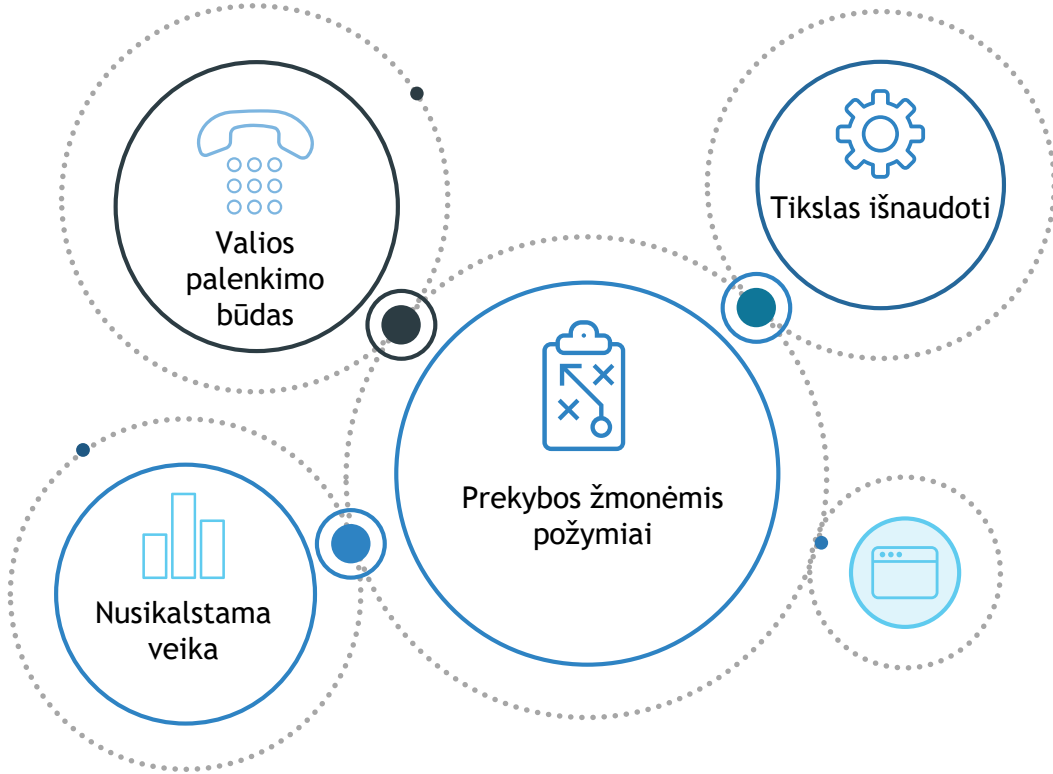 Valios
palenkimo
būdas
Tikslas išnaudoti
Prekybos žmonėmis
požymiai
Nusikalstama
veika